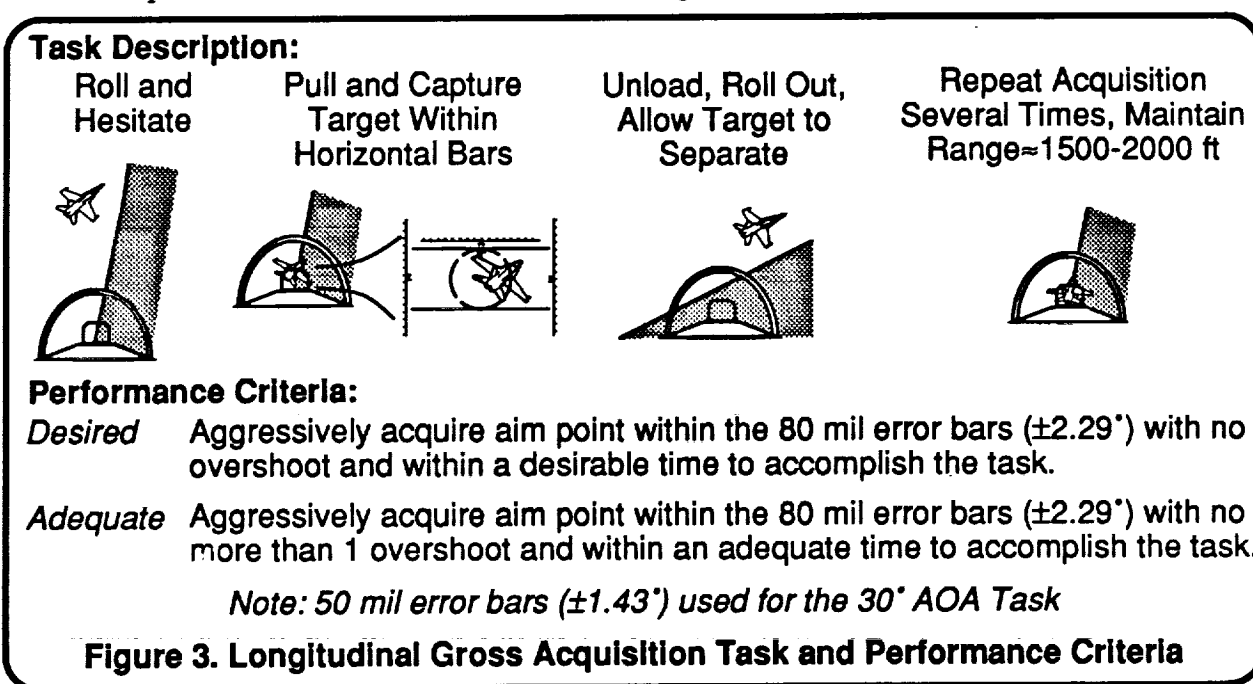 Task Description:
Roll and
Hesitate
Pull and Capture
Target Within
Horizontal Bars
Unload, Roll Out,
Allow Target to
Separate
Repeat Acquisition
Several Times, Maintain
Range≈1500-2000 ft
Performance Criteria:
Desired Aggressively acquire aim point within the 80 mil error bars (±2.29°) with no
overshoot and within a desirable time to accomplish the task.
Adequate Aggressively acquire aim point within the 80 mil error bars (±2.29°) with no
more than 1 overshoot and within an adequate time to accomplish the task.
Note: 50 mil error bars (±1.43°) used for the 30° AOA Task
Figure 3. Longitudinal Gross Acquisition Task and Performance Criteria